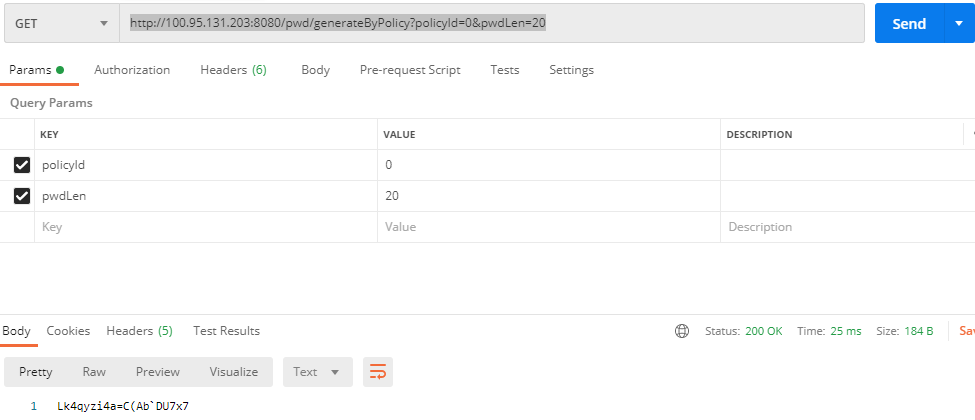 GET http://100.95.131.203:8080/pwd/generateByPolicy?policyId=0&pwdLen=20 Send
Params Authorization Headers (6) Body Pre-request Script Tests Settings
Query Params
KEY VALUE DESCRIPTION
policyId 0
pwdLen 20
Key Value Description
Body Cookies Headers (5) Test Results Status: 200 OK Time: 25 ms Size: 184 B Sav
Pretty Raw Preview Visualize Text
1 Lk4qyzi4a=C(Ab`DU7x7